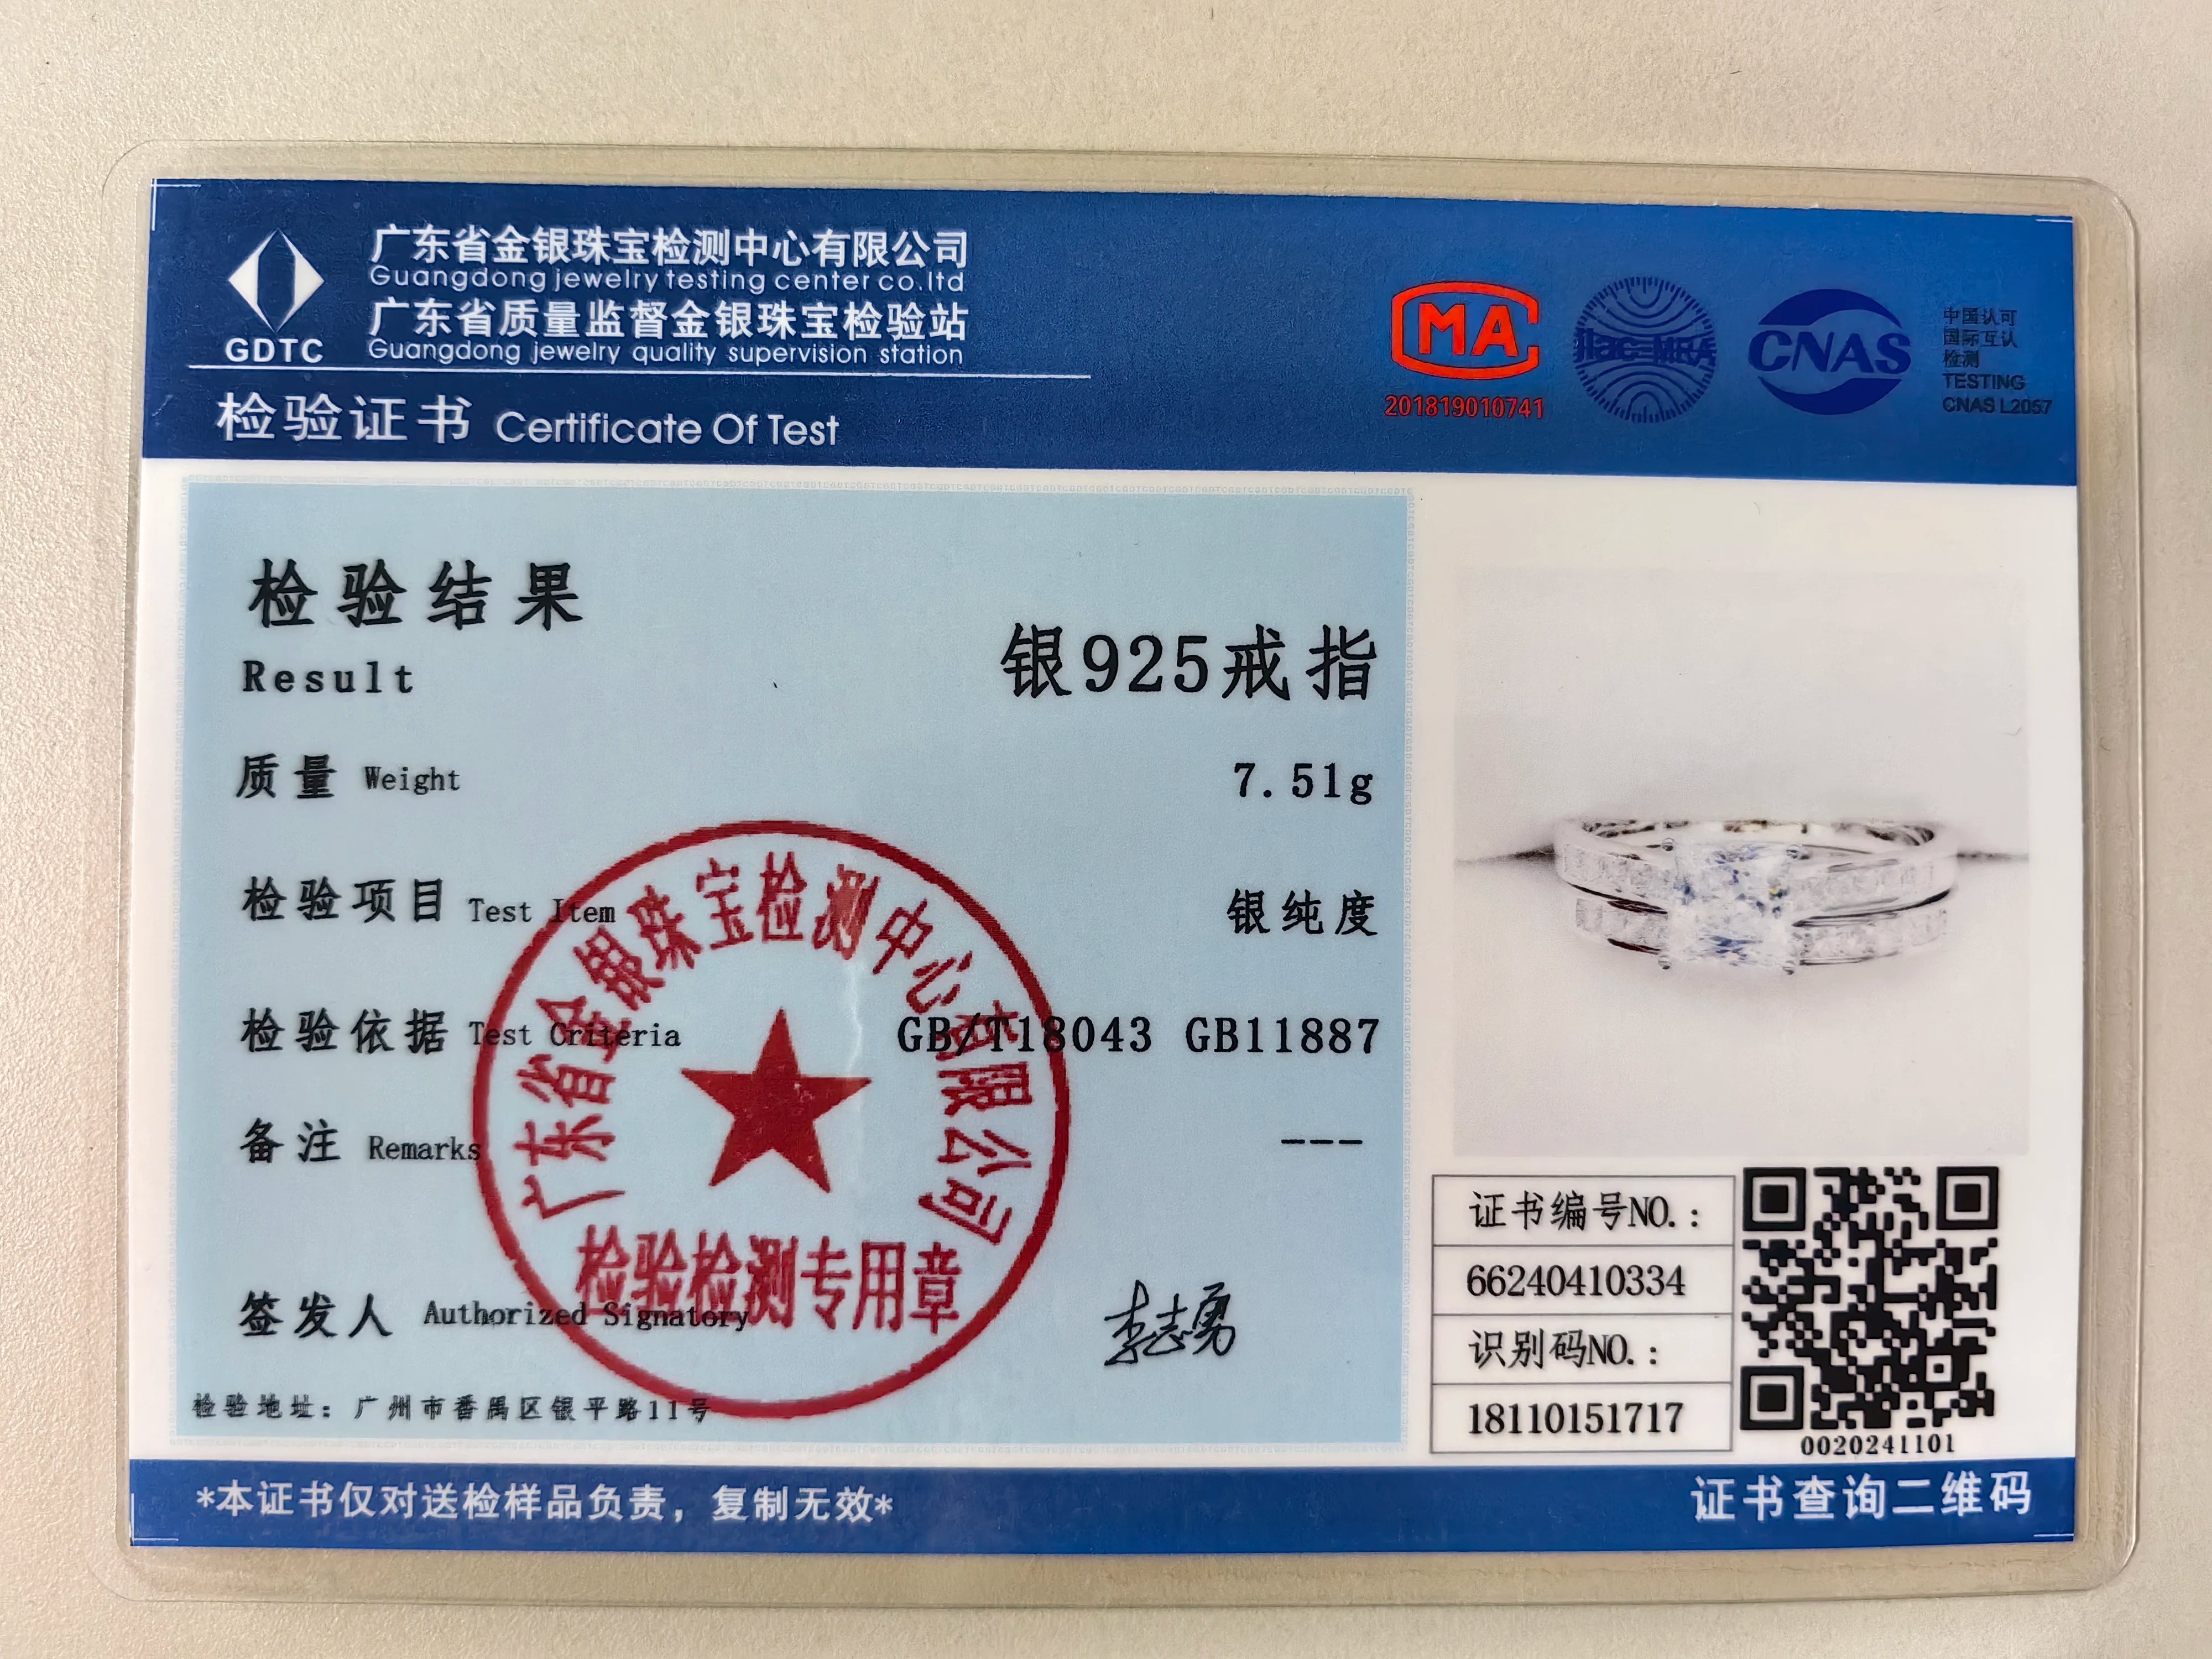 广东省金银珠宝检测中心有限公司
Guangdong jewelry testing center co.ltd
广东省质量监督金银珠宝检验站
Guangdong jewelry quality supervision station
GDTC
检验证书 Certificate Of Test
MA
201819010741
ilac-MRA
CNAS
中国认可
国际互认
检测
TESTING
CNAS L2057
检验结果
Result
银925戒指
质量 Weight 7.51g
检验项目 Test Item 银纯度
检验依据 Test Criteria GB/T18043 GB11887
备注 Remarks ---
签发人 Authorized Signatory 李志勇
广东省金银珠宝检测中心有限公司
检验检测专用章
检验地址：广州市番禺区银平路11号
证书编号NO.：
66240410334
识别码NO.：
18110151717
0020241101
*本证书仅对送检样品负责，复制无效*
证书查询二维码